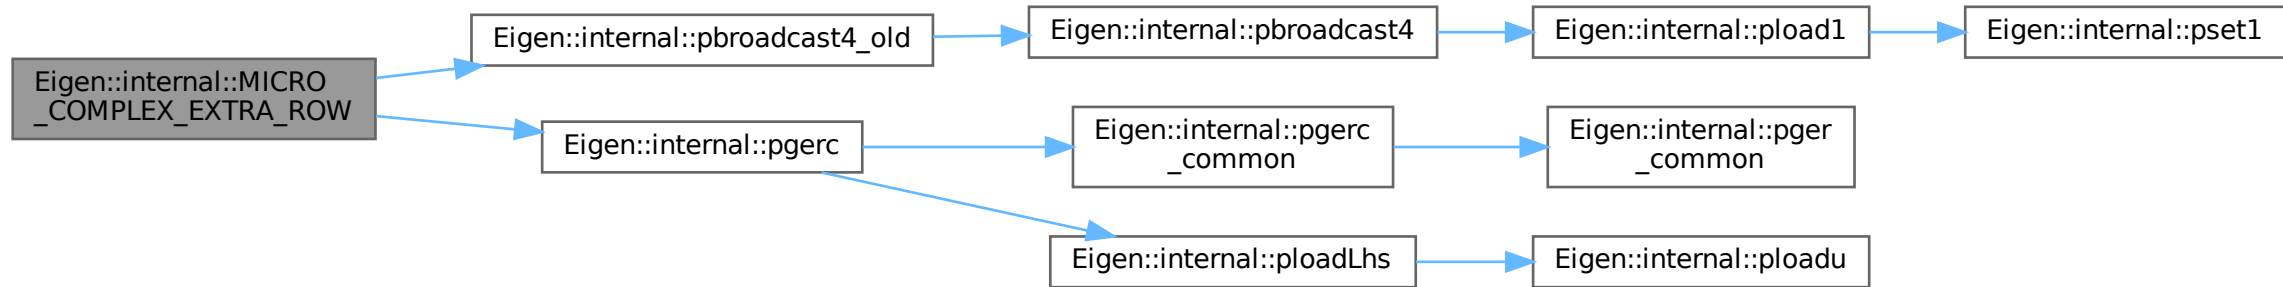 Eigen::internal::MICRO
_COMPLEX_EXTRA_ROW
Eigen::internal::pbroadcast4_old
Eigen::internal::pbroadcast4
Eigen::internal::pload1
Eigen::internal::pset1
Eigen::internal::pgerc
Eigen::internal::pgerc
_common
Eigen::internal::pger
_common
Eigen::internal::ploadLhs
Eigen::internal::ploadu